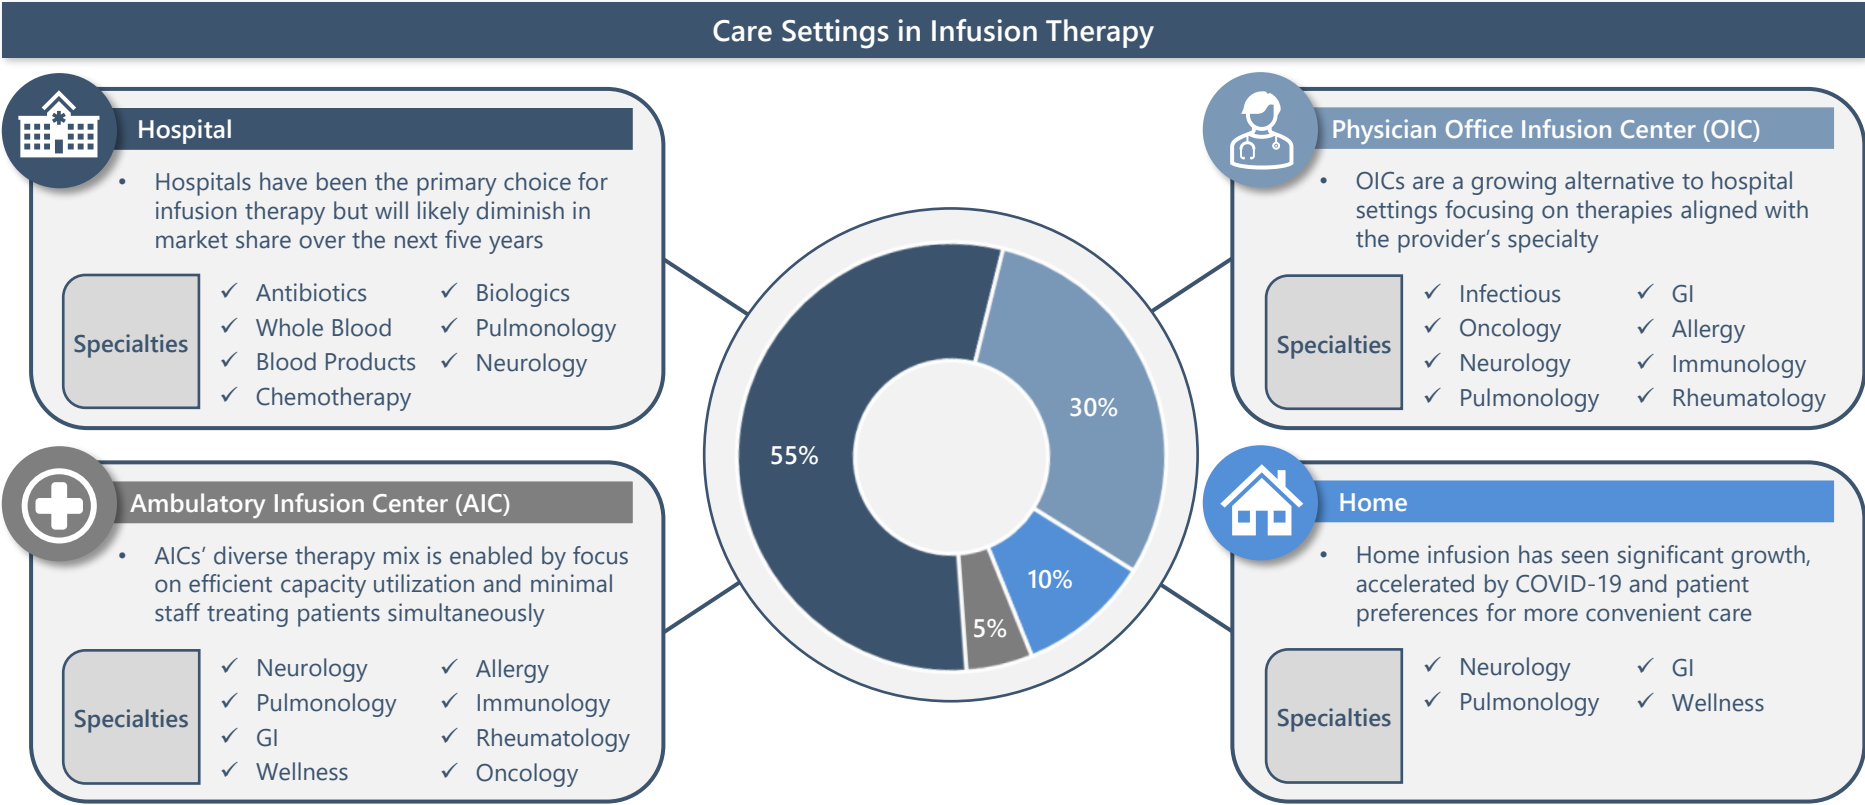 Care Settings in Infusion Therapy
Hospital
• Hospitals have been the primary choice for
infusion therapy but will likely diminish in
market share over the next five years
Specialties
✓ Antibiotics
✓ Whole Blood
✓ Blood Products
✓ Chemotherapy
✓ Biologics
✓ Pulmonology
✓ Neurology
Physician Office Infusion Center (OIC)
• OICs are a growing alternative to hospital
settings focusing on therapies aligned with
the provider's specialty
Specialties
✓ Infectious
✓ Oncology
✓ Neurology
✓ Pulmonology
✓ GI
✓ Allergy
✓ Immunology
✓ Rheumatology
55%
30%
10%
5%
Ambulatory Infusion Center (AIC)
• AICs' diverse therapy mix is enabled by focus
on efficient capacity utilization and minimal
staff treating patients simultaneously
Specialties
✓ Neurology
✓ Pulmonology
✓ GI
✓ Wellness
✓ Allergy
✓ Immunology
✓ Rheumatology
✓ Oncology
Home
• Home infusion has seen significant growth,
accelerated by COVID-19 and patient
preferences for more convenient care
Specialties
✓ Neurology
✓ Pulmonology
✓ GI
✓ Wellness